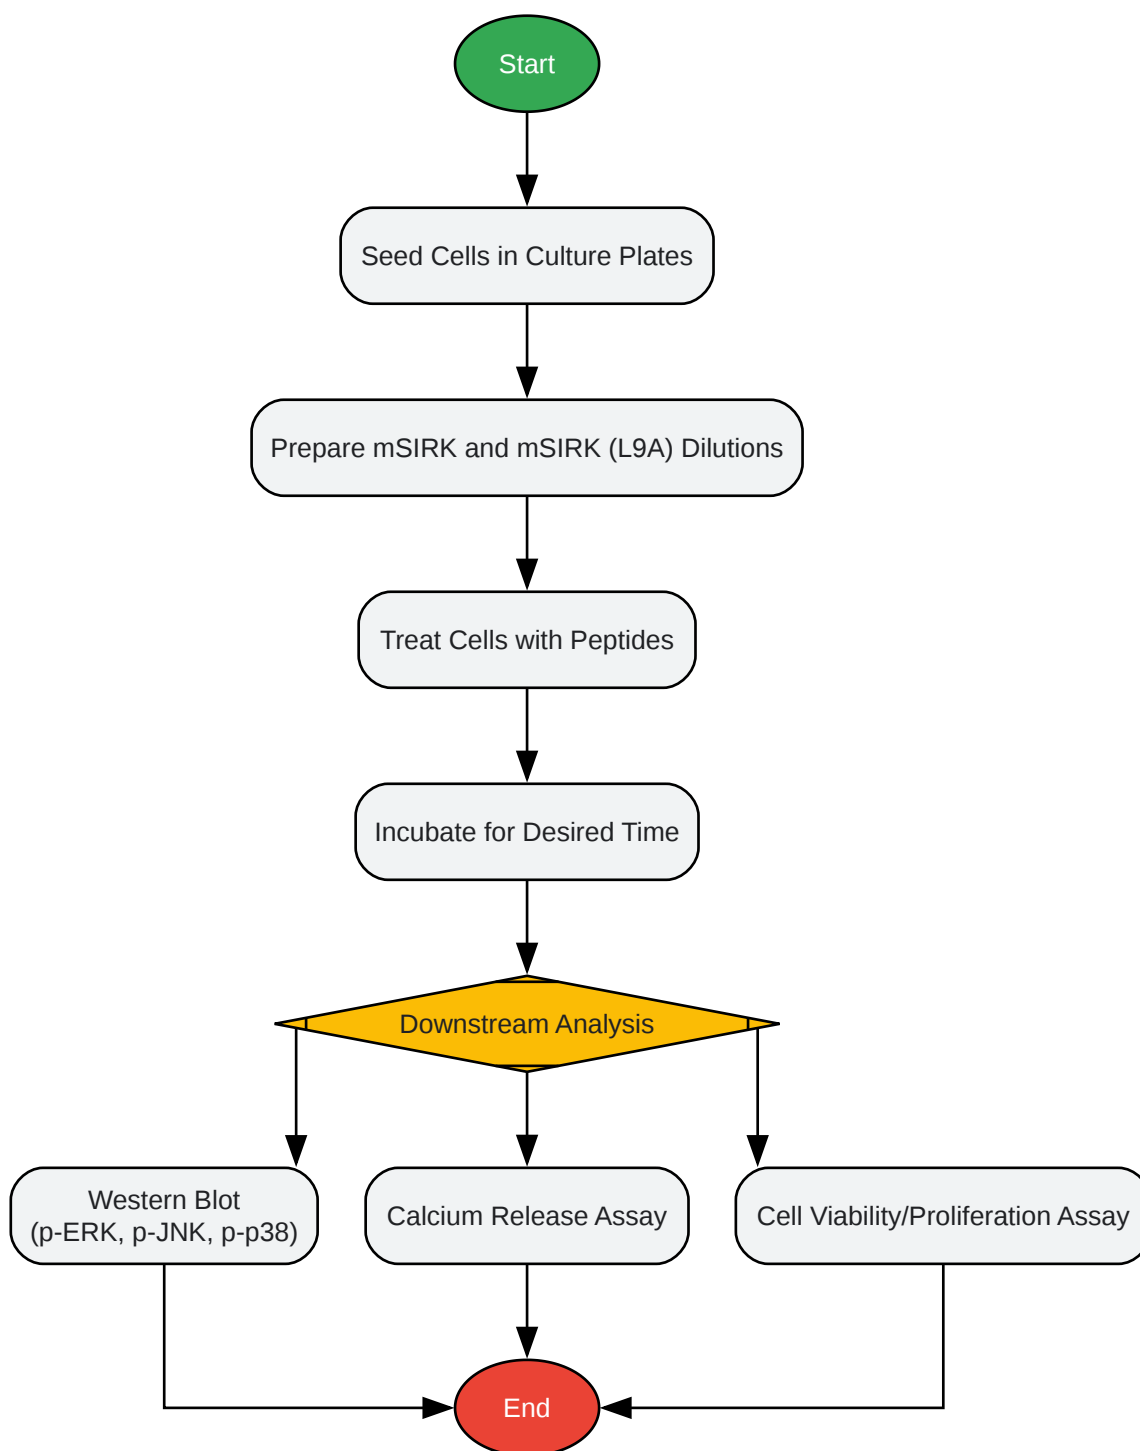 Start
Seed Cells in Culture Plates
Prepare mSIRK and mSIRK (L9A) Dilutions
Treat Cells with Peptides
Incubate for Desired Time
Downstream Analysis
Western Blot
(p-ERK, p-JNK, p-p38)
Calcium Release Assay
Cell Viability/Proliferation Assay
End